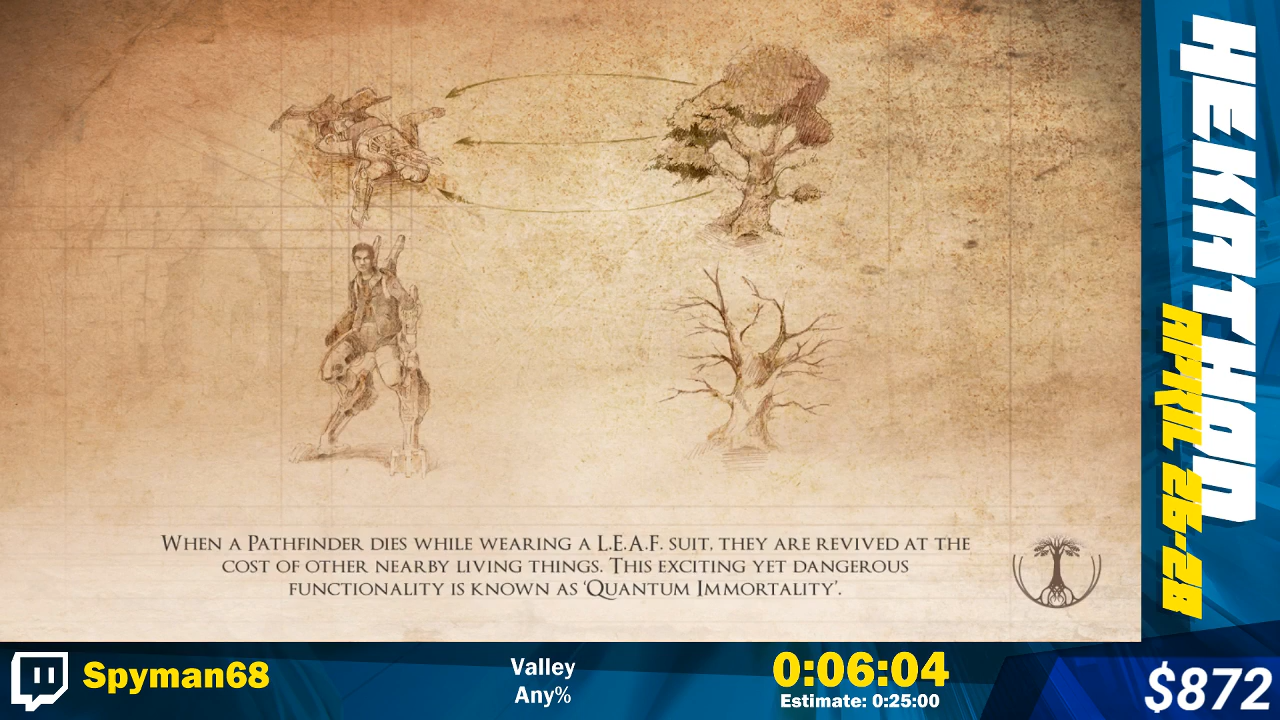 When a Pathfinder dies while wearing a L.E.A.F. suit, they are revived at the
cost of other nearby living things. This exciting yet dangerous
functionality is known as ‘Quantum Immortality’.
HEKATHON
APRIL 26-28
Spyman68
Valley
Any%
0:06:04
Estimate: 0:25:00
$872